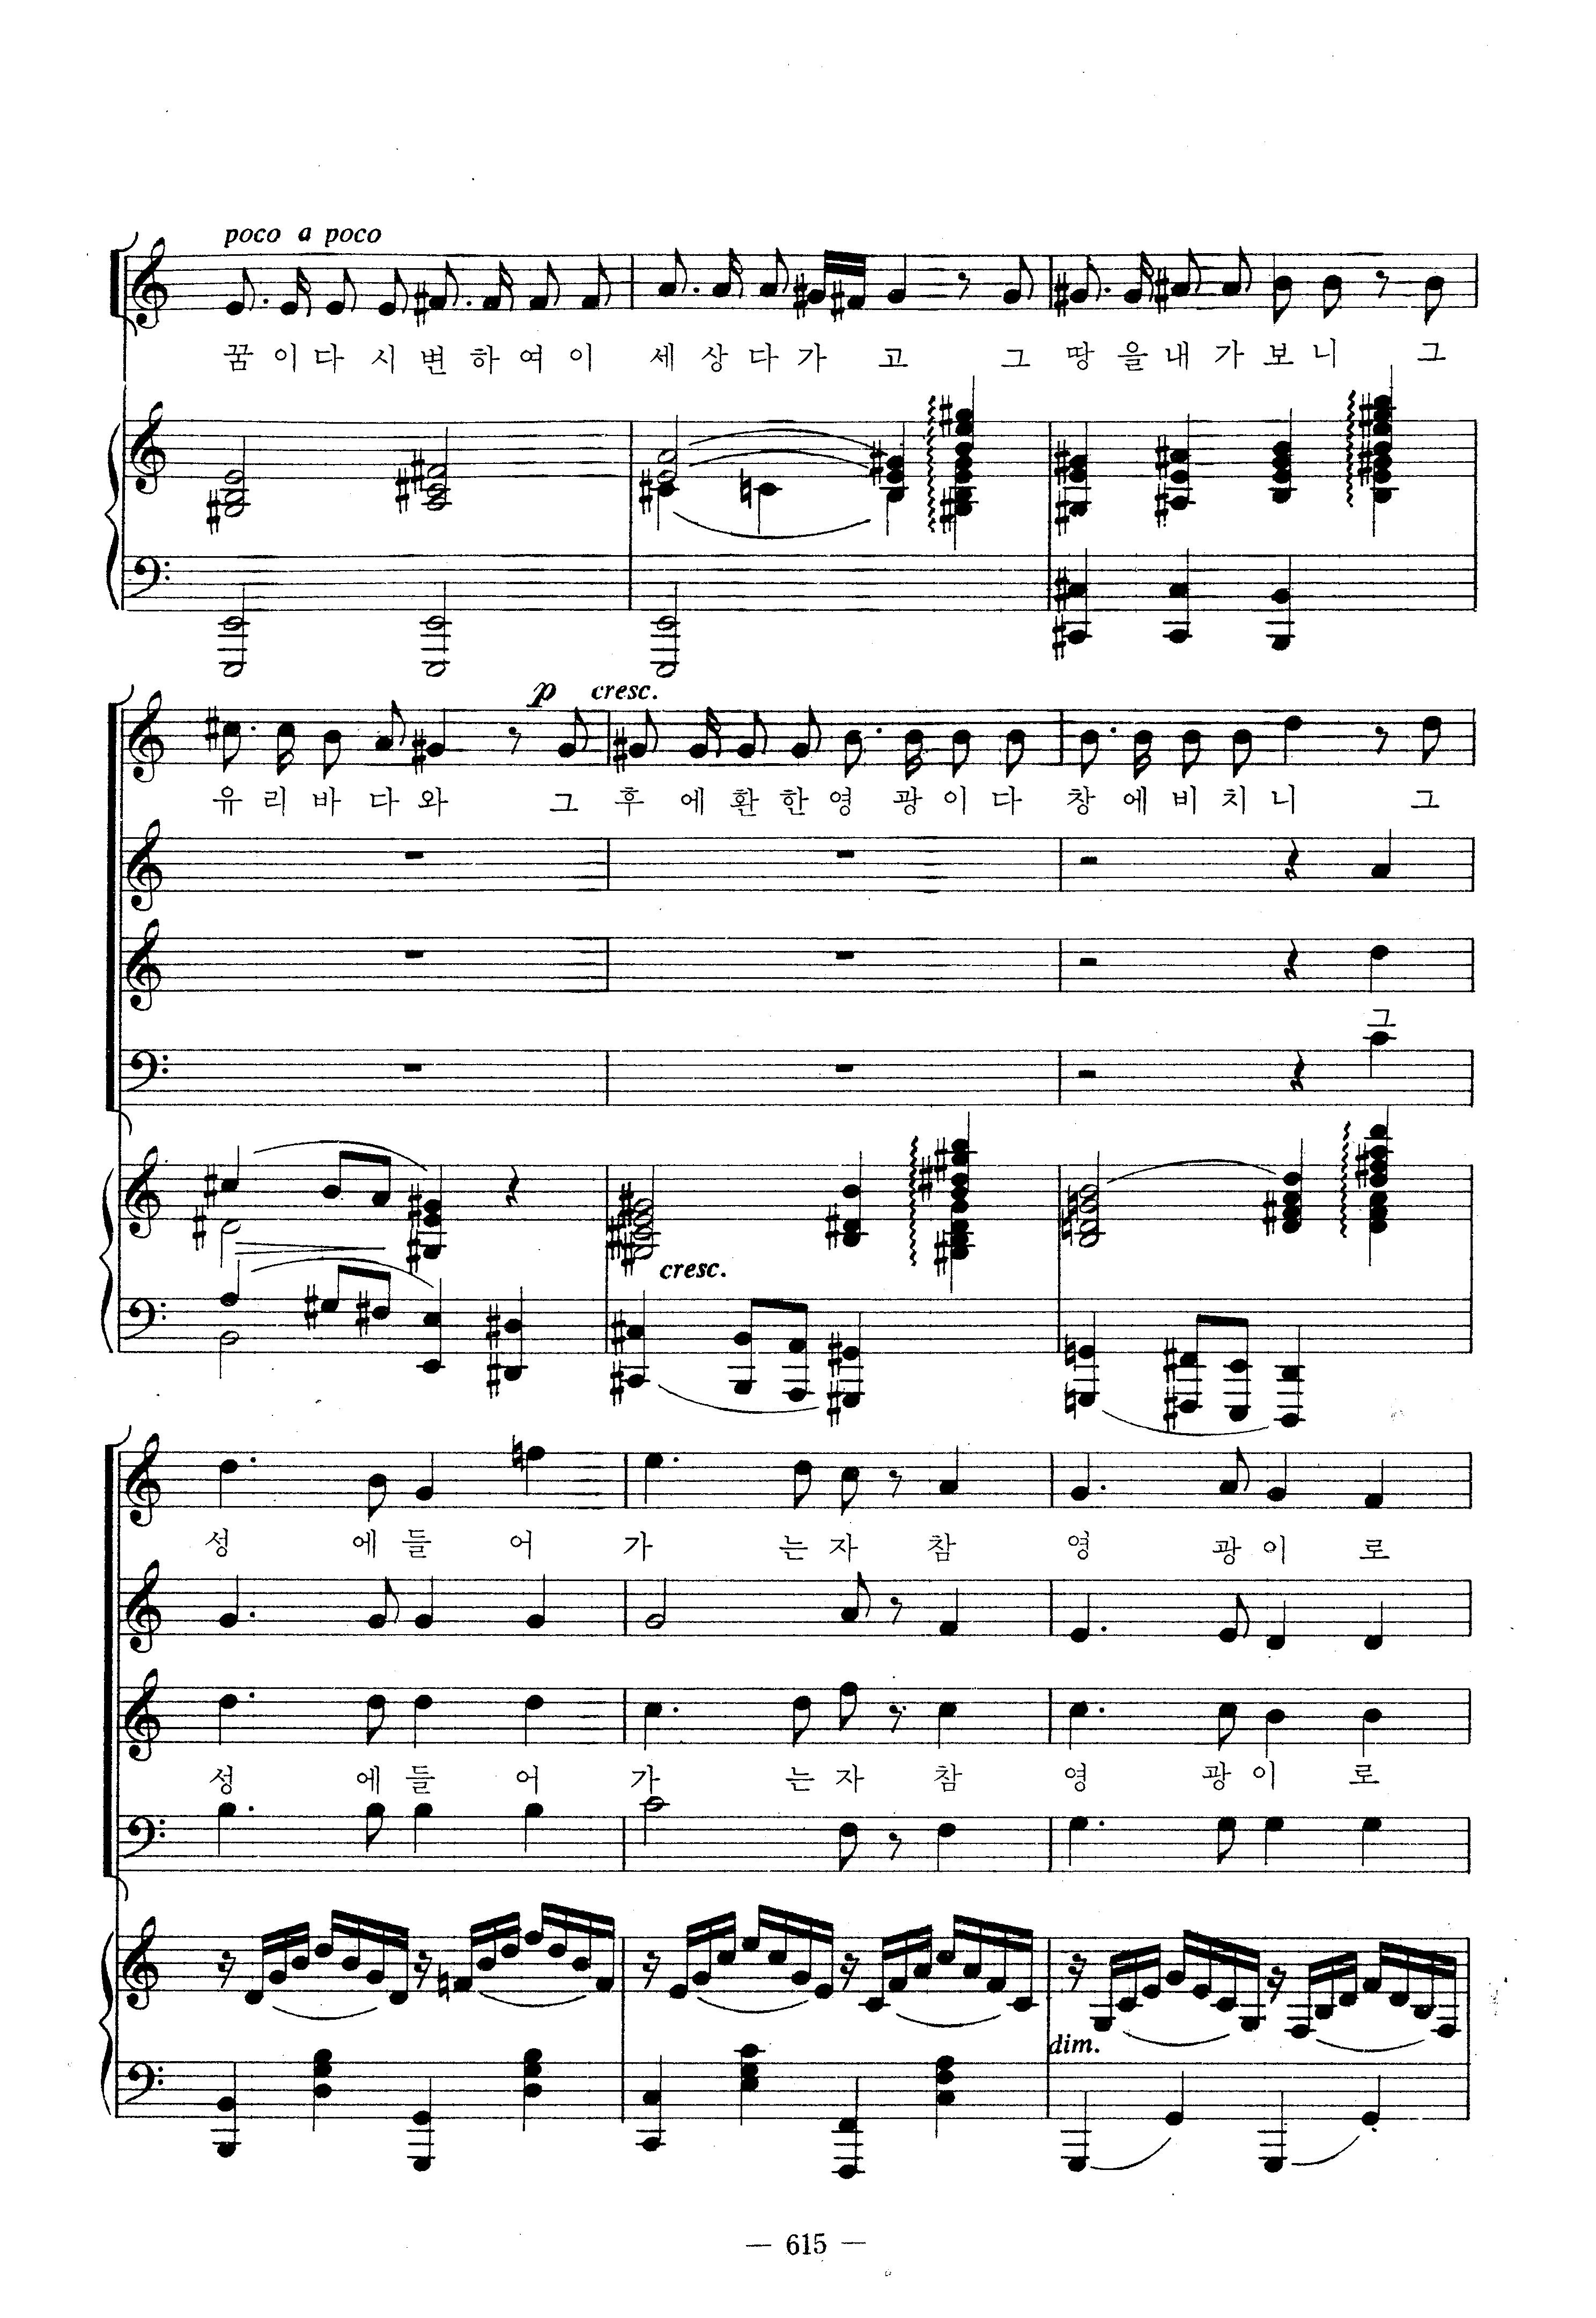 poco a poco
꿈 이 다 시 변 하 여 이 세 상 다 가 고 그 땅 을 내 가 보 니 그
p cresc.
유 리 바 다 와 그 후 에 환 한 영 광 이 다 창 에 비 치 니 그
그
cresc.
성 에 들 어 가 는 자 참 영 광 이 로
성 에 들 어 가 는 자 참 영 광 이 로
dim.
— 615 —